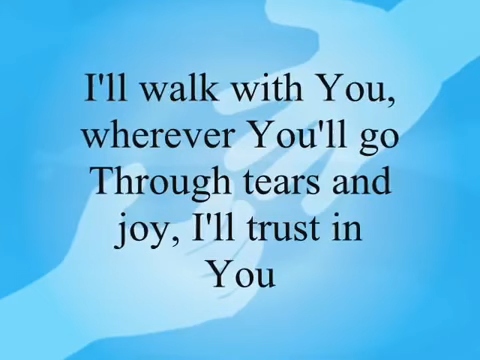 I'll walk with You,
wherever You'll go
Through tears and
joy, I'll trust in
You